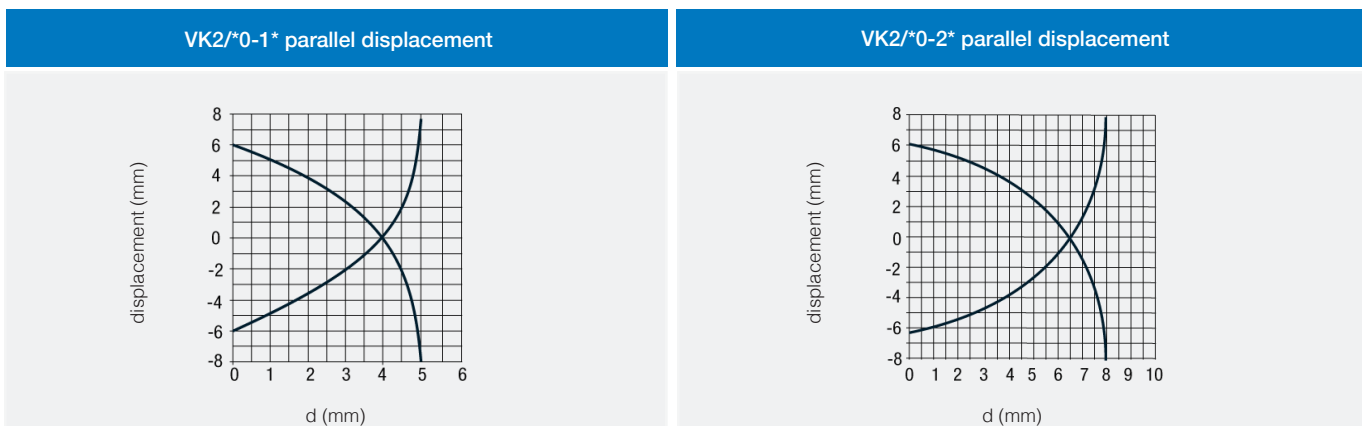 VK2/*0-1* parallel displacement
displacement (mm)
8
6
4
2
0
-2
-4
-6
-8
0 1 2 3 4 5 6
d (mm)
VK2/*0-2* parallel displacement
displacement (mm)
8
6
4
2
0
-2
-4
-6
-8
0 1 2 3 4 5 6 7 8 9 10
d (mm)